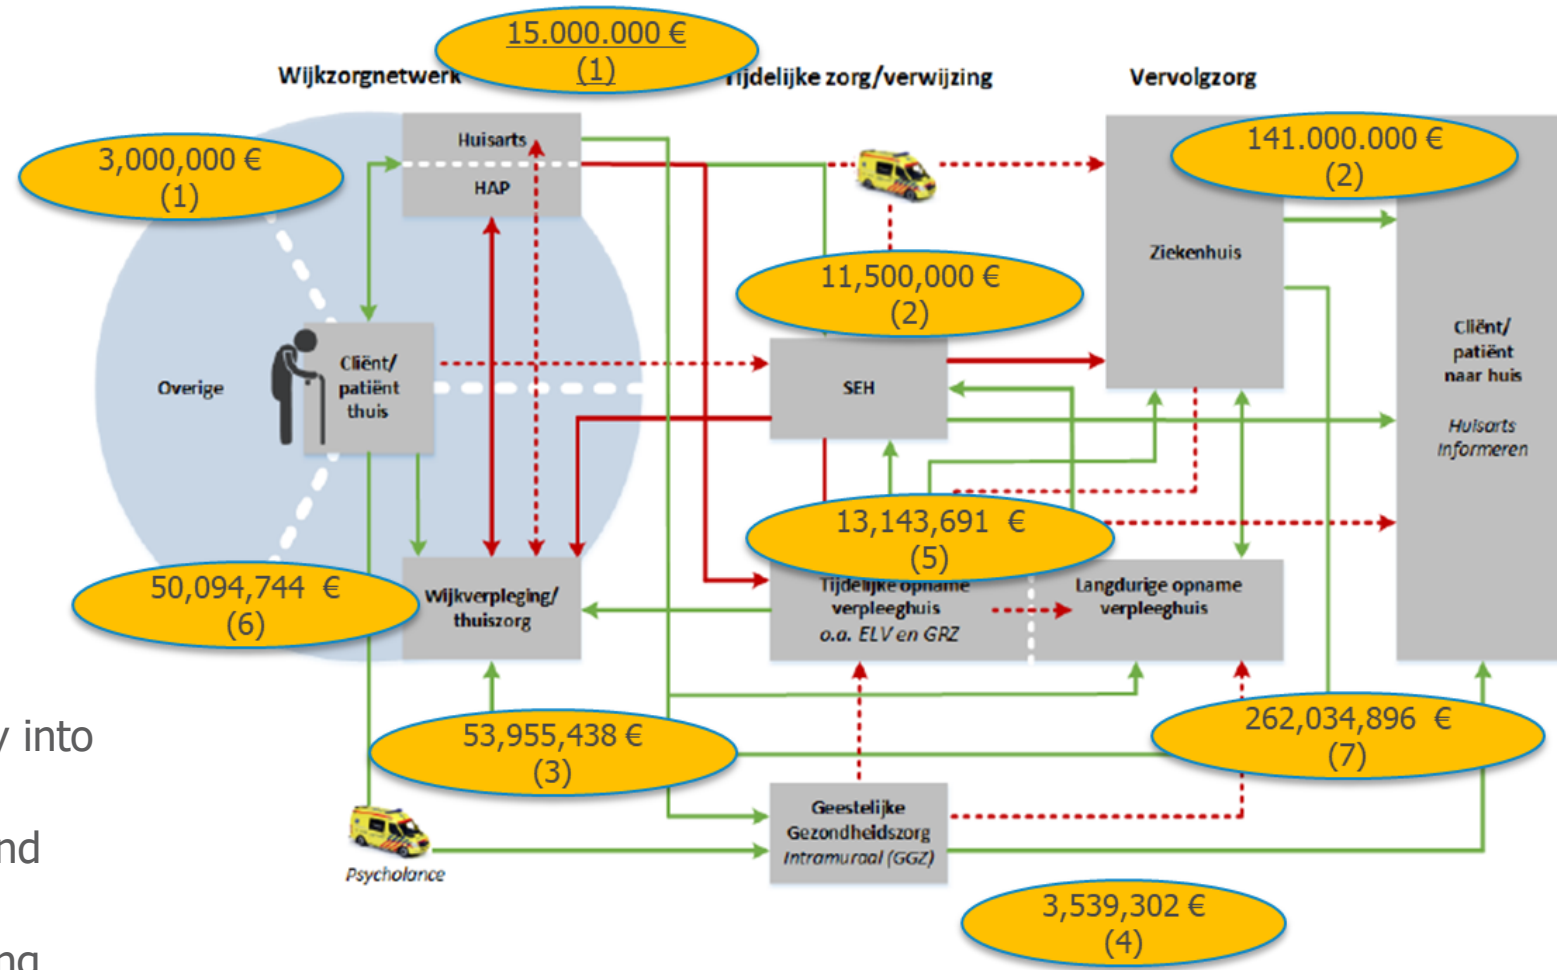 15.000.000 €
(1)
Wijkzorgnetwerk
Tijdelijke zorg/verwijzing
Vervolgzorg
3,000,000 €
(1)
Huisarts
HAP
141.000.000 €
(2)
Ziekenhuis
11,500,000 €
(2)
Overige
Cliënt/
patiënt
thuis
SEH
Cliënt/
patiënt
naar huis
Huisarts
Informeren
13,143,691 €
(5)
50,094,744 €
(6)
Wijkverpleging/
thuiszorg
Tijdelijke opname
verpleeghuis
o.a. ELV en GRZ
Langdurige opname
verpleeghuis
53,955,438 €
(3)
262,034,896 €
(7)
into
Geestelijke
Gezondheidszorg
Intramuraal (GGZ)
Psycholance
3,539,302 €
(4)